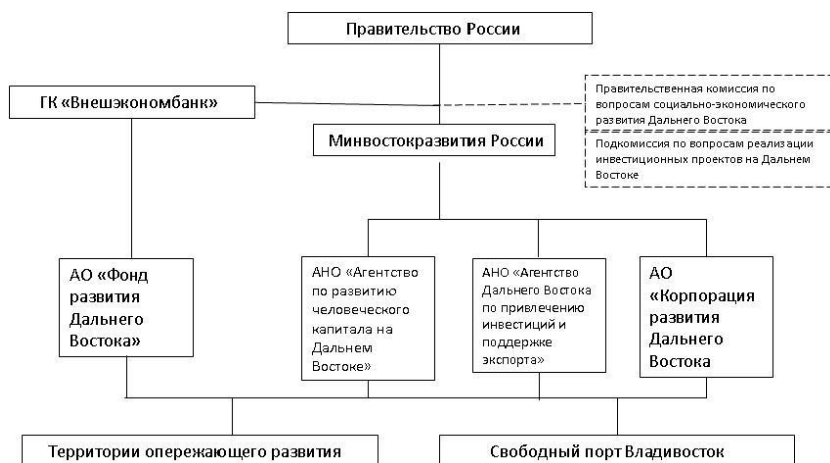 Правительство России
ГК «Внешэкономбанк»
Правительственная комиссия по
вопросам социально-экономического
развития Дальнего Востока
Минвостокразвития России
Подкомиссия по вопросам реализации
инвестиционных проектов на Дальнем
Востоке
АО «Фонд
развития
Дальнего
Востока»
АНО «Агентство
по развитию
человеческого
капитала на
Дальнем
Востоке»
АНО «Агентство
Дальнего Востока
по привлечению
инвестиций и
поддержке
экспорта»
АО
«Корпорация
развития
Дальнего
Востока
Территории опережающего развития
Свободный порт Владивосток